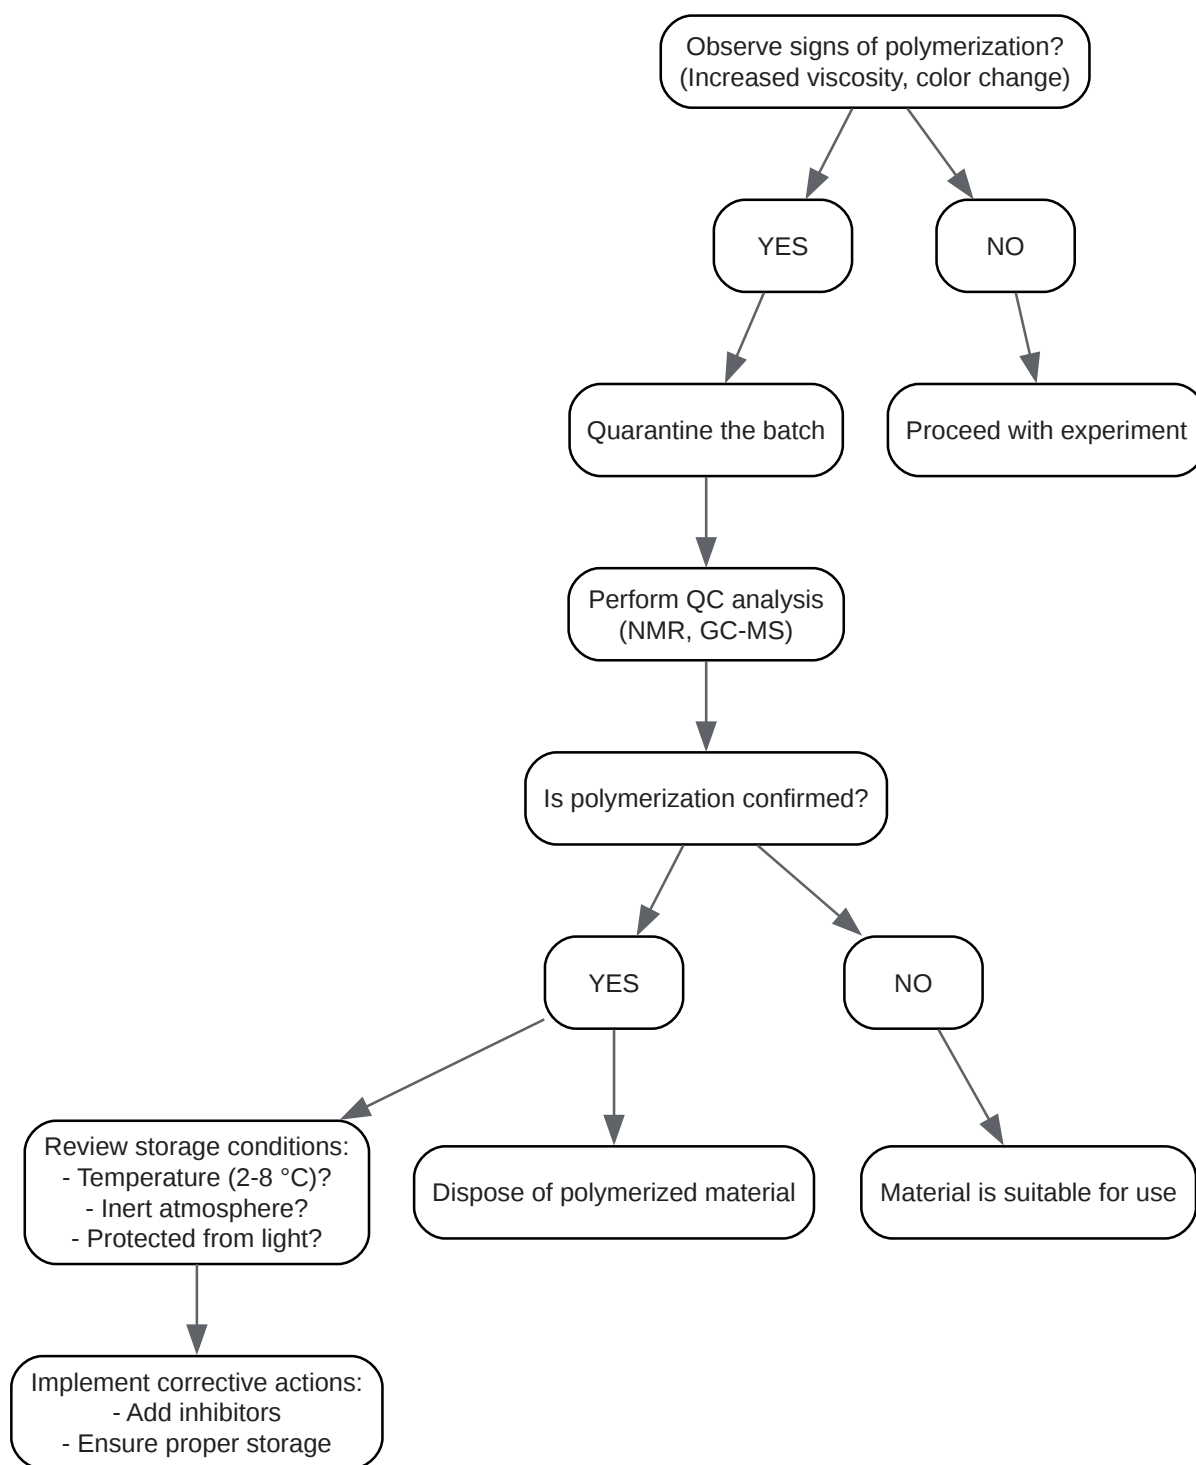 Observe signs of polymerization?
(Increased viscosity, color change)
YES
NO
Quarantine the batch
Proceed with experiment
Perform QC analysis
(NMR, GC-MS)
Is polymerization confirmed?
YES
NO
Review storage conditions:
- Temperature (2-8 °C)?
- Inert atmosphere?
- Protected from light?
Dispose of polymerized material
Material is suitable for use
Implement corrective actions:
- Add inhibitors
- Ensure proper storage